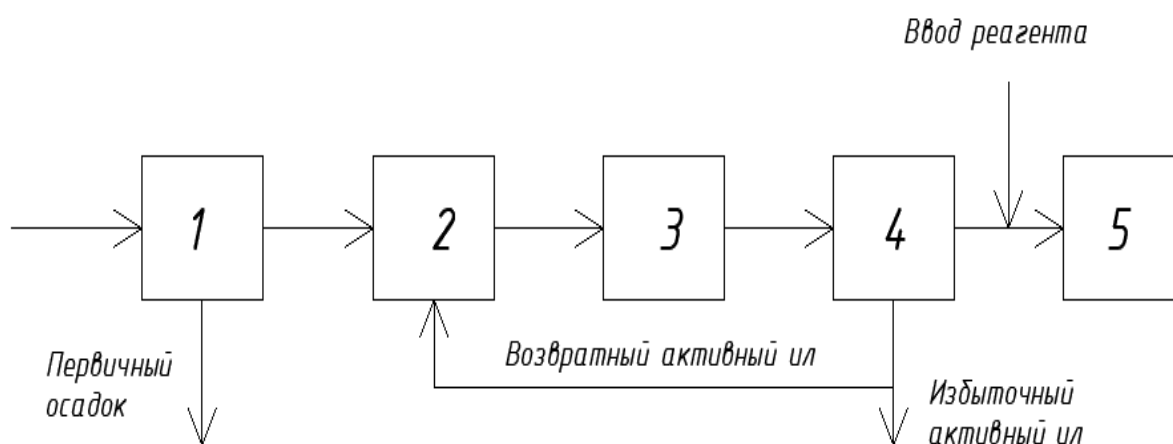 Ввод реагента
1
2
3
4
5
Первичный
осадок
Возвратный активный ил
Избыточный
активный ил